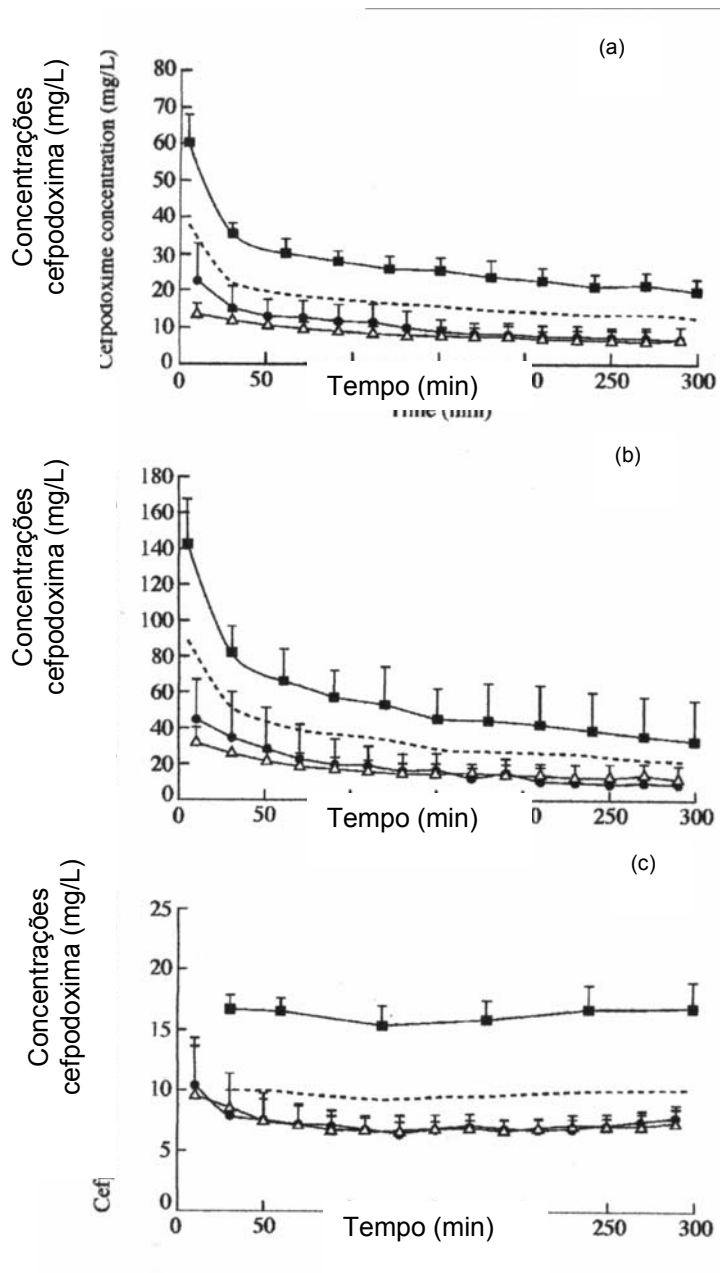 (a)
Concentrações
cefpodoxima (mg/L)
Cefpodoxime concentration (mg/L)
80
70
60
50
40
30
20
10
0
0 50 Tempo (min) 0 250 300
Time (min)
(b)
Concentrações
cefpodoxima (mg/L)
180
160
140
120
100
80
60
40
20
0
0 50 Tempo (min) 0 250 300
(c)
Concentrações
cefpodoxima (mg/L)
25
20
15
10
5
0
Cef
0 50 Tempo (min) 250 300